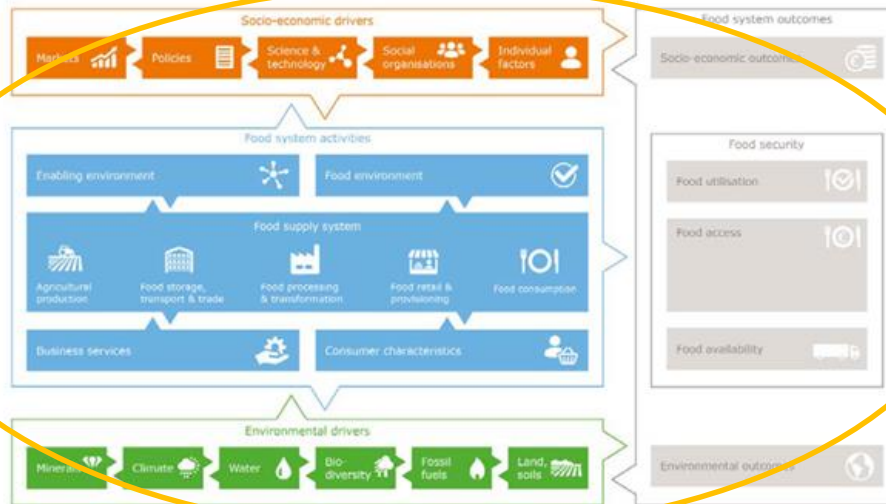 Socio-economic drivers
Markets
Policies
Science &
technology
Social
organisations
Individual
factors
Food system activities
Enabling environment
Food environment
Food supply system
Agricultural
production
Food storage,
transport & trade
Food processing
& transformation
Food retail &
provisioning
Food consumption
Business services
Consumer characteristics
Environmental drivers
Minerals
Climate
Water
Bio-
diversity
Fossil
fuels
Land,
soils
Food system outcomes
Socio-economic outcomes
Food security
Food utilisation
Food access
Food availability
Environmental outcomes